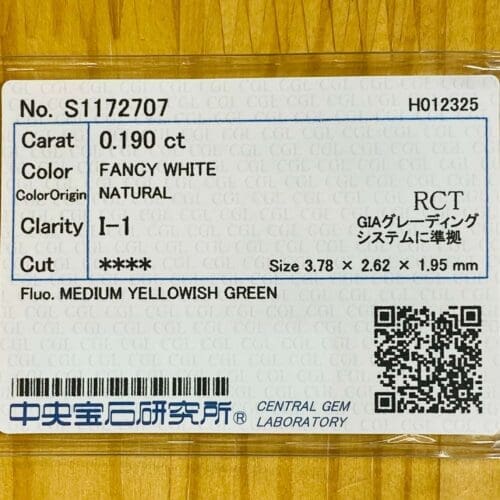 No. S1172707 H012325
Carat 0.190 ct
Color FANCY WHITE
ColorOrigin NATURAL
Clarity I-1
RCT
GIAグレーディング
システムに準拠
Cut **** Size 3.78 × 2.62 × 1.95 mm
Fluo. MEDIUM YELLOWISH GREEN
中央宝石研究所® CENTRAL GEM
LABORATORY